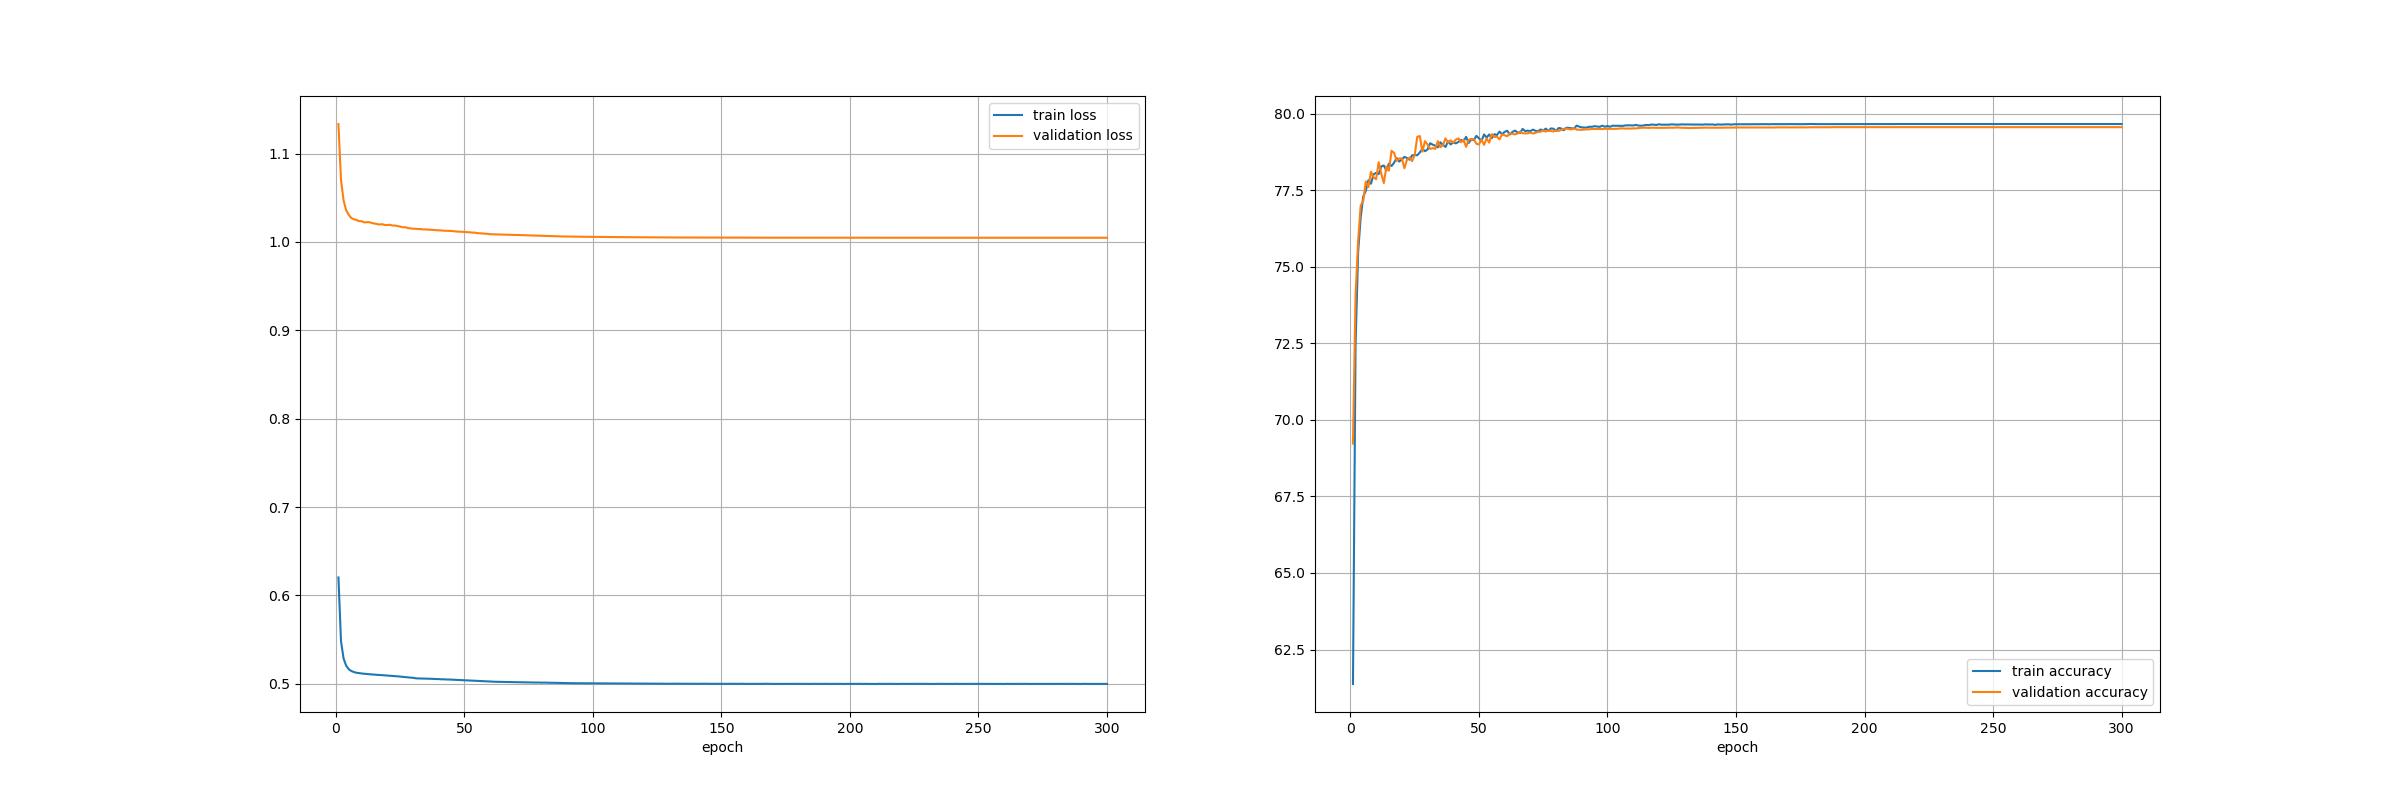 train loss
validation loss
1.1
1.0
0.9
0.8
0.7
0.6
0.5
0 50 100 150 200 250 300
epoch
80.0
77.5
75.0
72.5
70.0
67.5
65.0
62.5
train accuracy
validation accuracy
0 50 100 150 200 250 300
epoch